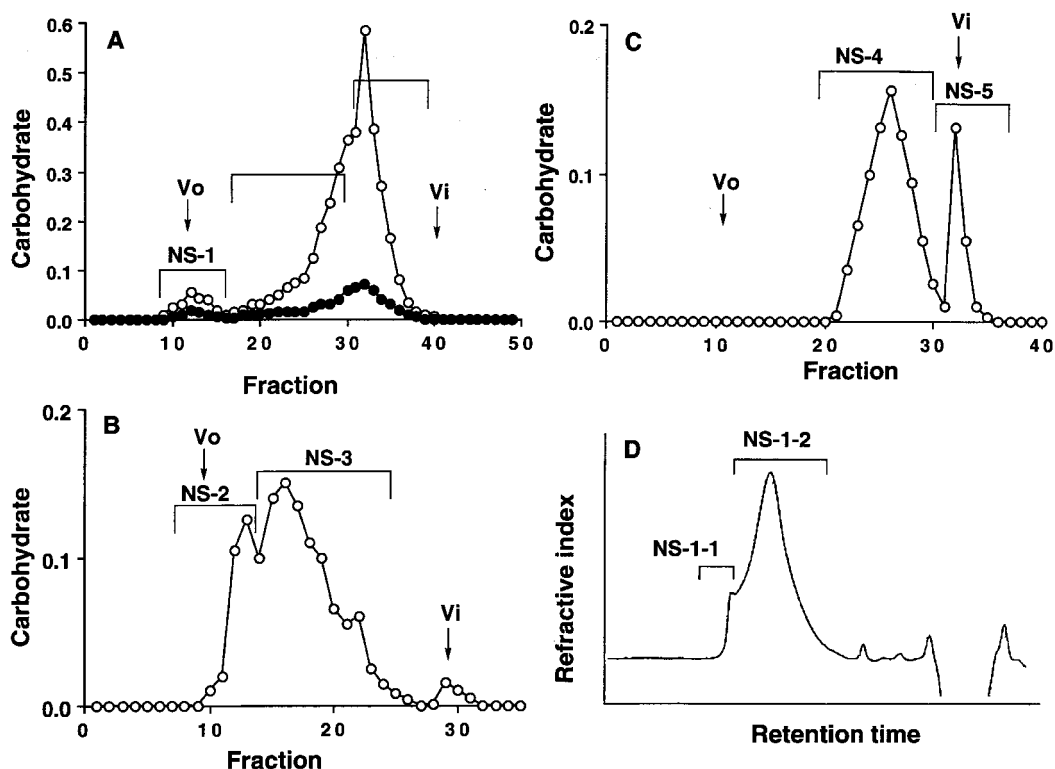 A
0.6
0.5
0.4
0.3
0.2
0.1
0.0
Carbohydrate
Vo
NS-1
Vi
0 10 20 30 40 50
Fraction
C
0.2
0.1
0.0
Carbohydrate
Vo
NS-4
Vi
NS-5
0 10 20 30 40
Fraction
B
0.2
0.1
0.0
Carbohydrate
Vo
NS-2
NS-3
Vi
0 10 20 30
Fraction
D
Refractive index
NS-1-1
NS-1-2
Retention time